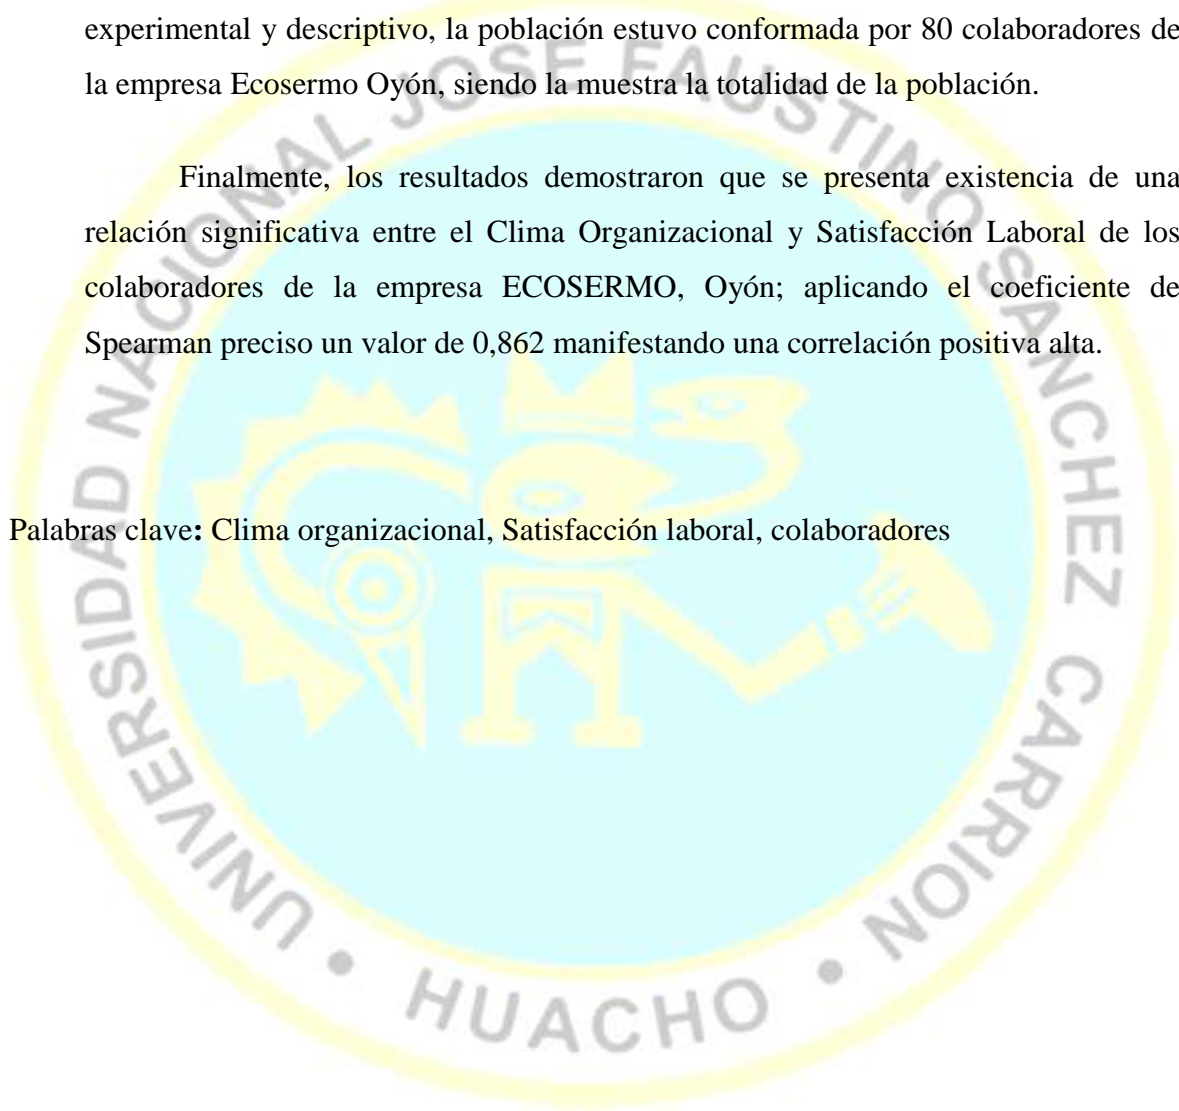 experimental y descriptivo, la población estuvo conformada por 80 colaboradores de
la empresa Ecosermo Oyón, siendo la muestra la totalidad de la población.
Finalmente, los resultados demostraron que se presenta existencia de una
relación significativa entre el Clima Organizacional y Satisfacción Laboral de los
colaboradores de la empresa ECOSERMO, Oyón; aplicando el coeficiente de
Spearman preciso un valor de 0,862 manifestando una correlación positiva alta.
Palabras clave: Clima organizacional, Satisfacción laboral, colaboradores
UNIVERSIDAD NACIONAL JOSE FAUSTINO SANCHEZ CARRION • HUACHO •